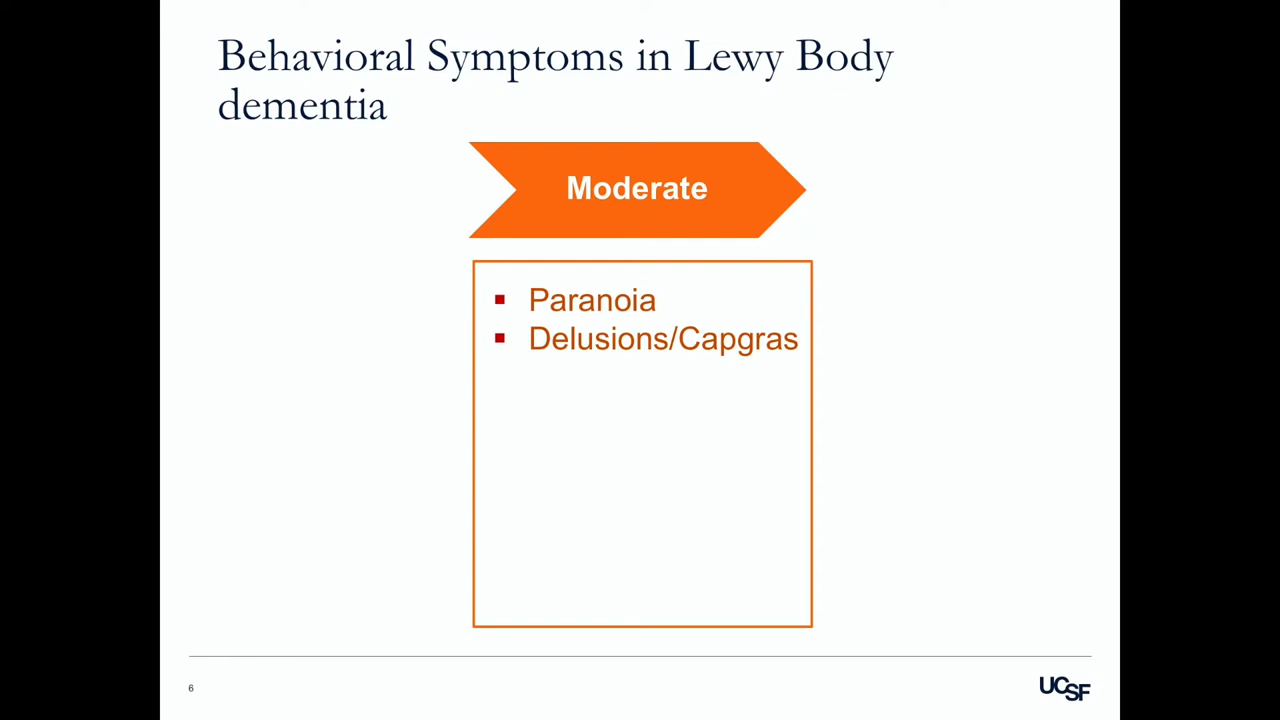 Behavioral Symptoms in Lewy Body
dementia
Moderate
▪ Paranoia
▪ Delusions/Capgras
6
UCSF